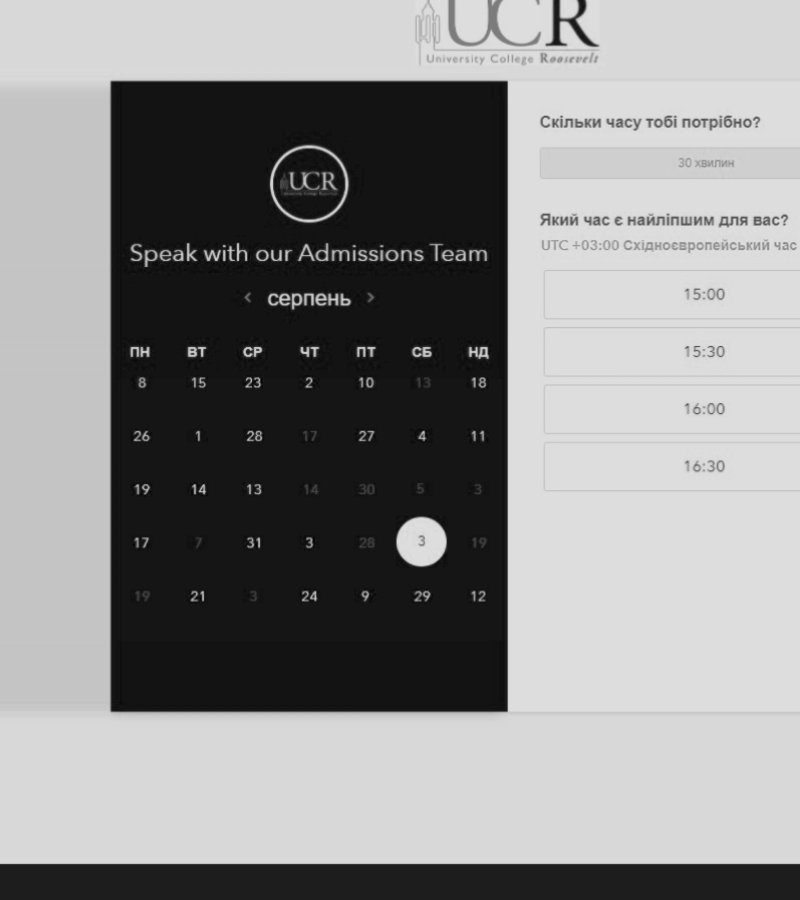 UCR
University College Roosevelt
UCR
Speak with our Admissions Team
< серпень >
ПН ВТ СР ЧТ ПТ СБ НД
8 15 23 2 10 13 18
26 1 28 17 27 4 11
19 14 13 14 30 5 3
17 7 31 3 28 3 19
19 21 3 24 9 29 12
Скільки часу тобі потрібно?
30 хвилин
Який час є найліпшим для вас?
UTC +03:00 Східноєвропейський час
15:00
15:30
16:00
16:30